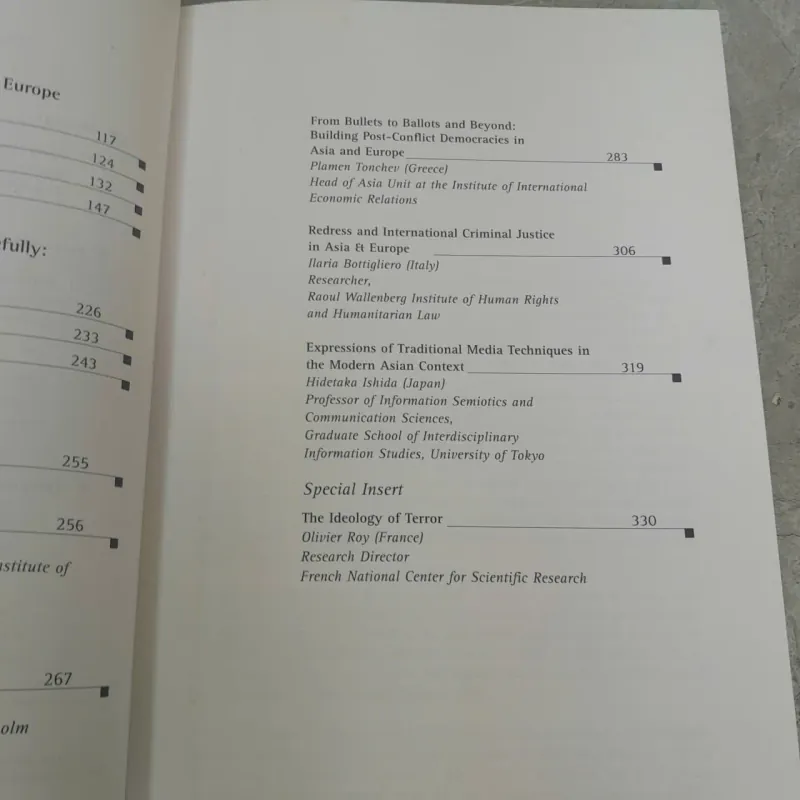 Europe
117
124
132
147
fully:
226
233
243
255
256
stitute of
267
olm
From Bullets to Ballots and Beyond:
Building Post-Conflict Democracies in
Asia and Europe 283
Plamen Tonchev (Greece)
Head of Asia Unit at the Institute of International
Economic Relations
Redress and International Criminal Justice
in Asia & Europe 306
Ilaria Bottigliero (Italy)
Researcher,
Raoul Wallenberg Institute of Human Rights
and Humanitarian Law
Expressions of Traditional Media Techniques in
the Modern Asian Context 319
Hidetaka Ishida (Japan)
Professor of Information Semiotics and
Communication Sciences,
Graduate School of Interdisciplinary
Information Studies, University of Tokyo
Special Insert
The Ideology of Terror 330
Olivier Roy (France)
Research Director
French National Center for Scientific Research